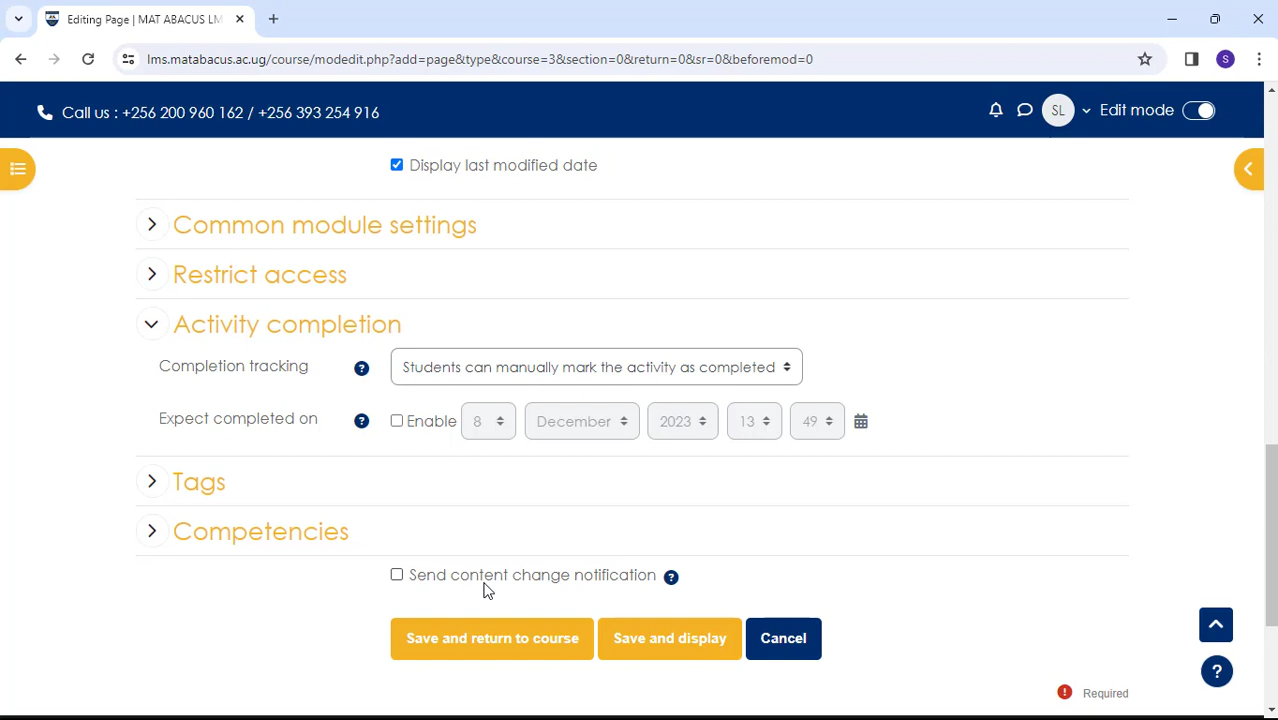 Editing Page | MAT ABACUS LM
lms.matabacus.ac.ug/course/modedit.php?add=page&type&course=3&section=0&return=0&sr=0&beforemod=0
S
Call us : +256 200 960 162 / +256 393 254 916
SL
Edit mode
Display last modified date
Common module settings
Restrict access
Activity completion
Completion tracking ? Students can manually mark the activity as completed
Expect completed on ? Enable 8 December 2023 13 49
Tags
Competencies
Send content change notification ?
Save and return to course Save and display Cancel
?
! Required